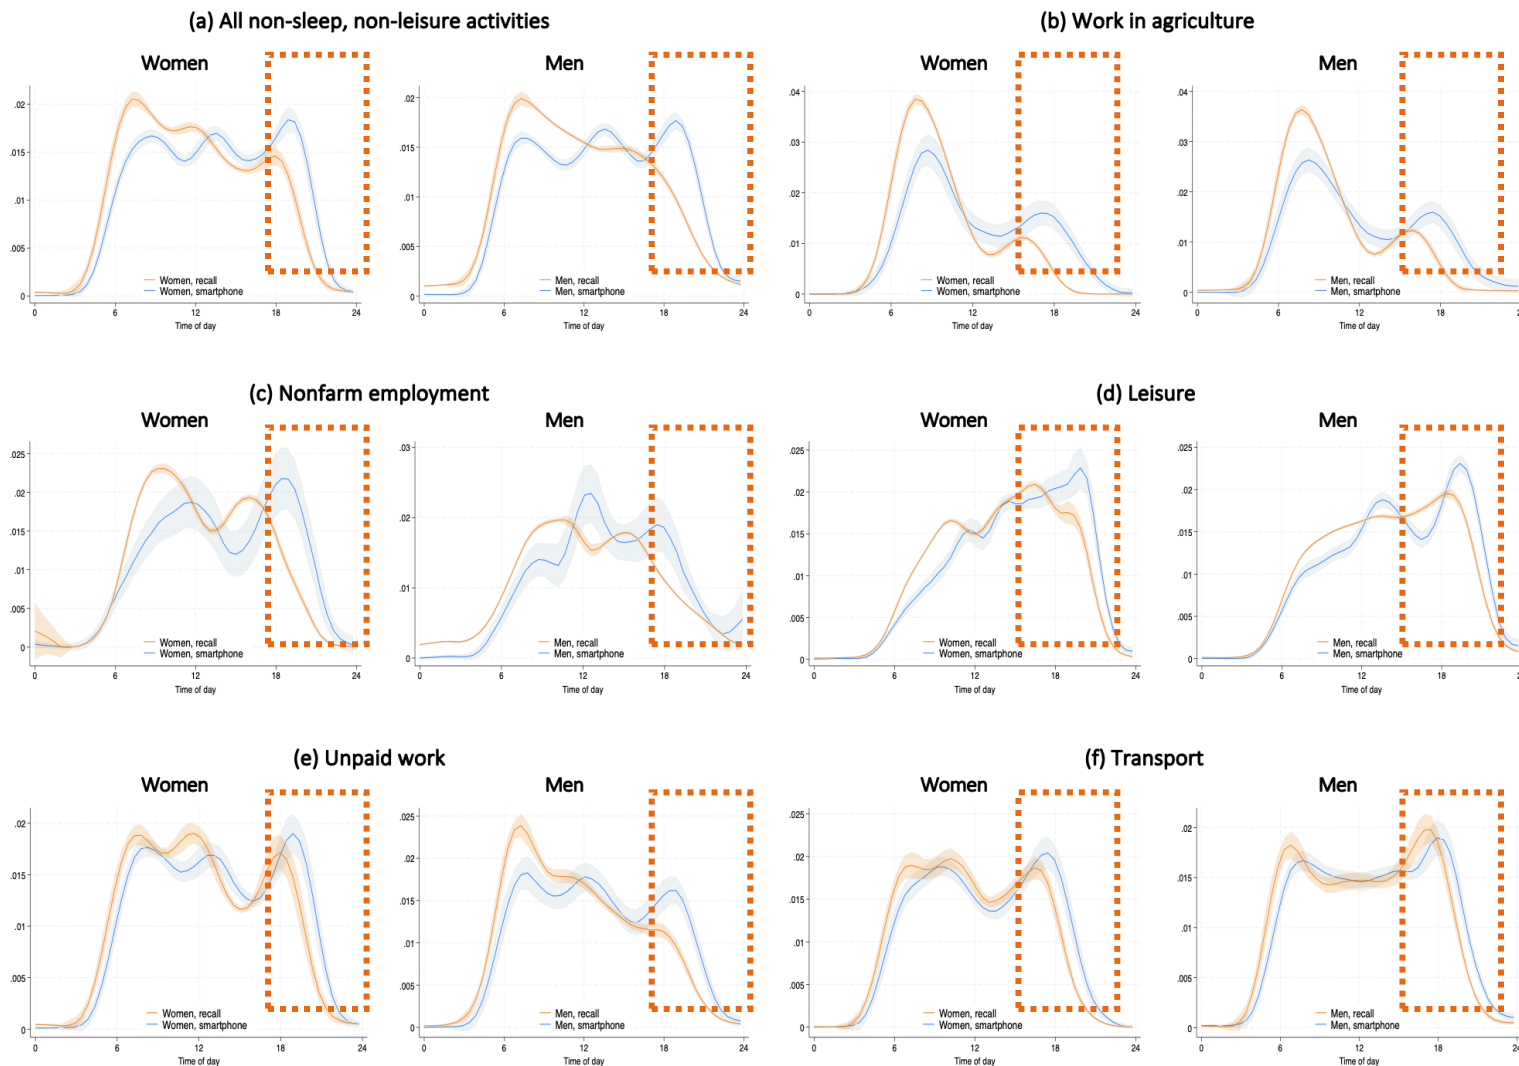 (a) All non-sleep, non-leisure activities
(b) Work in agriculture
Women
Men
Women
Men
.02
.015
.01
.005
0
Women, recall
Women, smartphone
0 6 12 18 24
Time of day
.02
.015
.01
.005
0
Men, recall
Men, smartphone
0 6 12 18 24
Time of day
.04
.03
.02
.01
0
Women, recall
Women, smartphone
0 6 12 18 24
Time of day
.04
.03
.02
.01
0
Men, recall
Men, smartphone
0 6 12 18
Time of day
(c) Nonfarm employment
(d) Leisure
Women
Men
Women
Men
.025
.02
.015
.01
.005
0
Women, recall
Women, smartphone
0 6 12 18 24
Time of day
.03
.02
.01
0
Men, recall
Men, smartphone
0 6 12 18 24
Time of day
.025
.02
.015
.01
.005
0
Women, recall
Women, smartphone
0 6 12 18 24
Time of day
.025
.02
.015
.01
.005
0
Men, recall
Men, smartphone
0 6 12 18
Time of day
(e) Unpaid work
(f) Transport
Women
Men
Women
Men
.02
.015
.01
.005
0
Women, recall
Women, smartphone
0 6 12 18 24
Time of day
.025
.02
.015
.01
.005
0
Men, recall
Men, smartphone
0 6 12 18 24
Time of day
.025
.02
.015
.01
.005
0
Women, recall
Women, smartphone
0 6 12 18 24
Time of day
.02
.015
.01
.005
0
Men, recall
Men, smartphone
0 6 12 18
Time of day